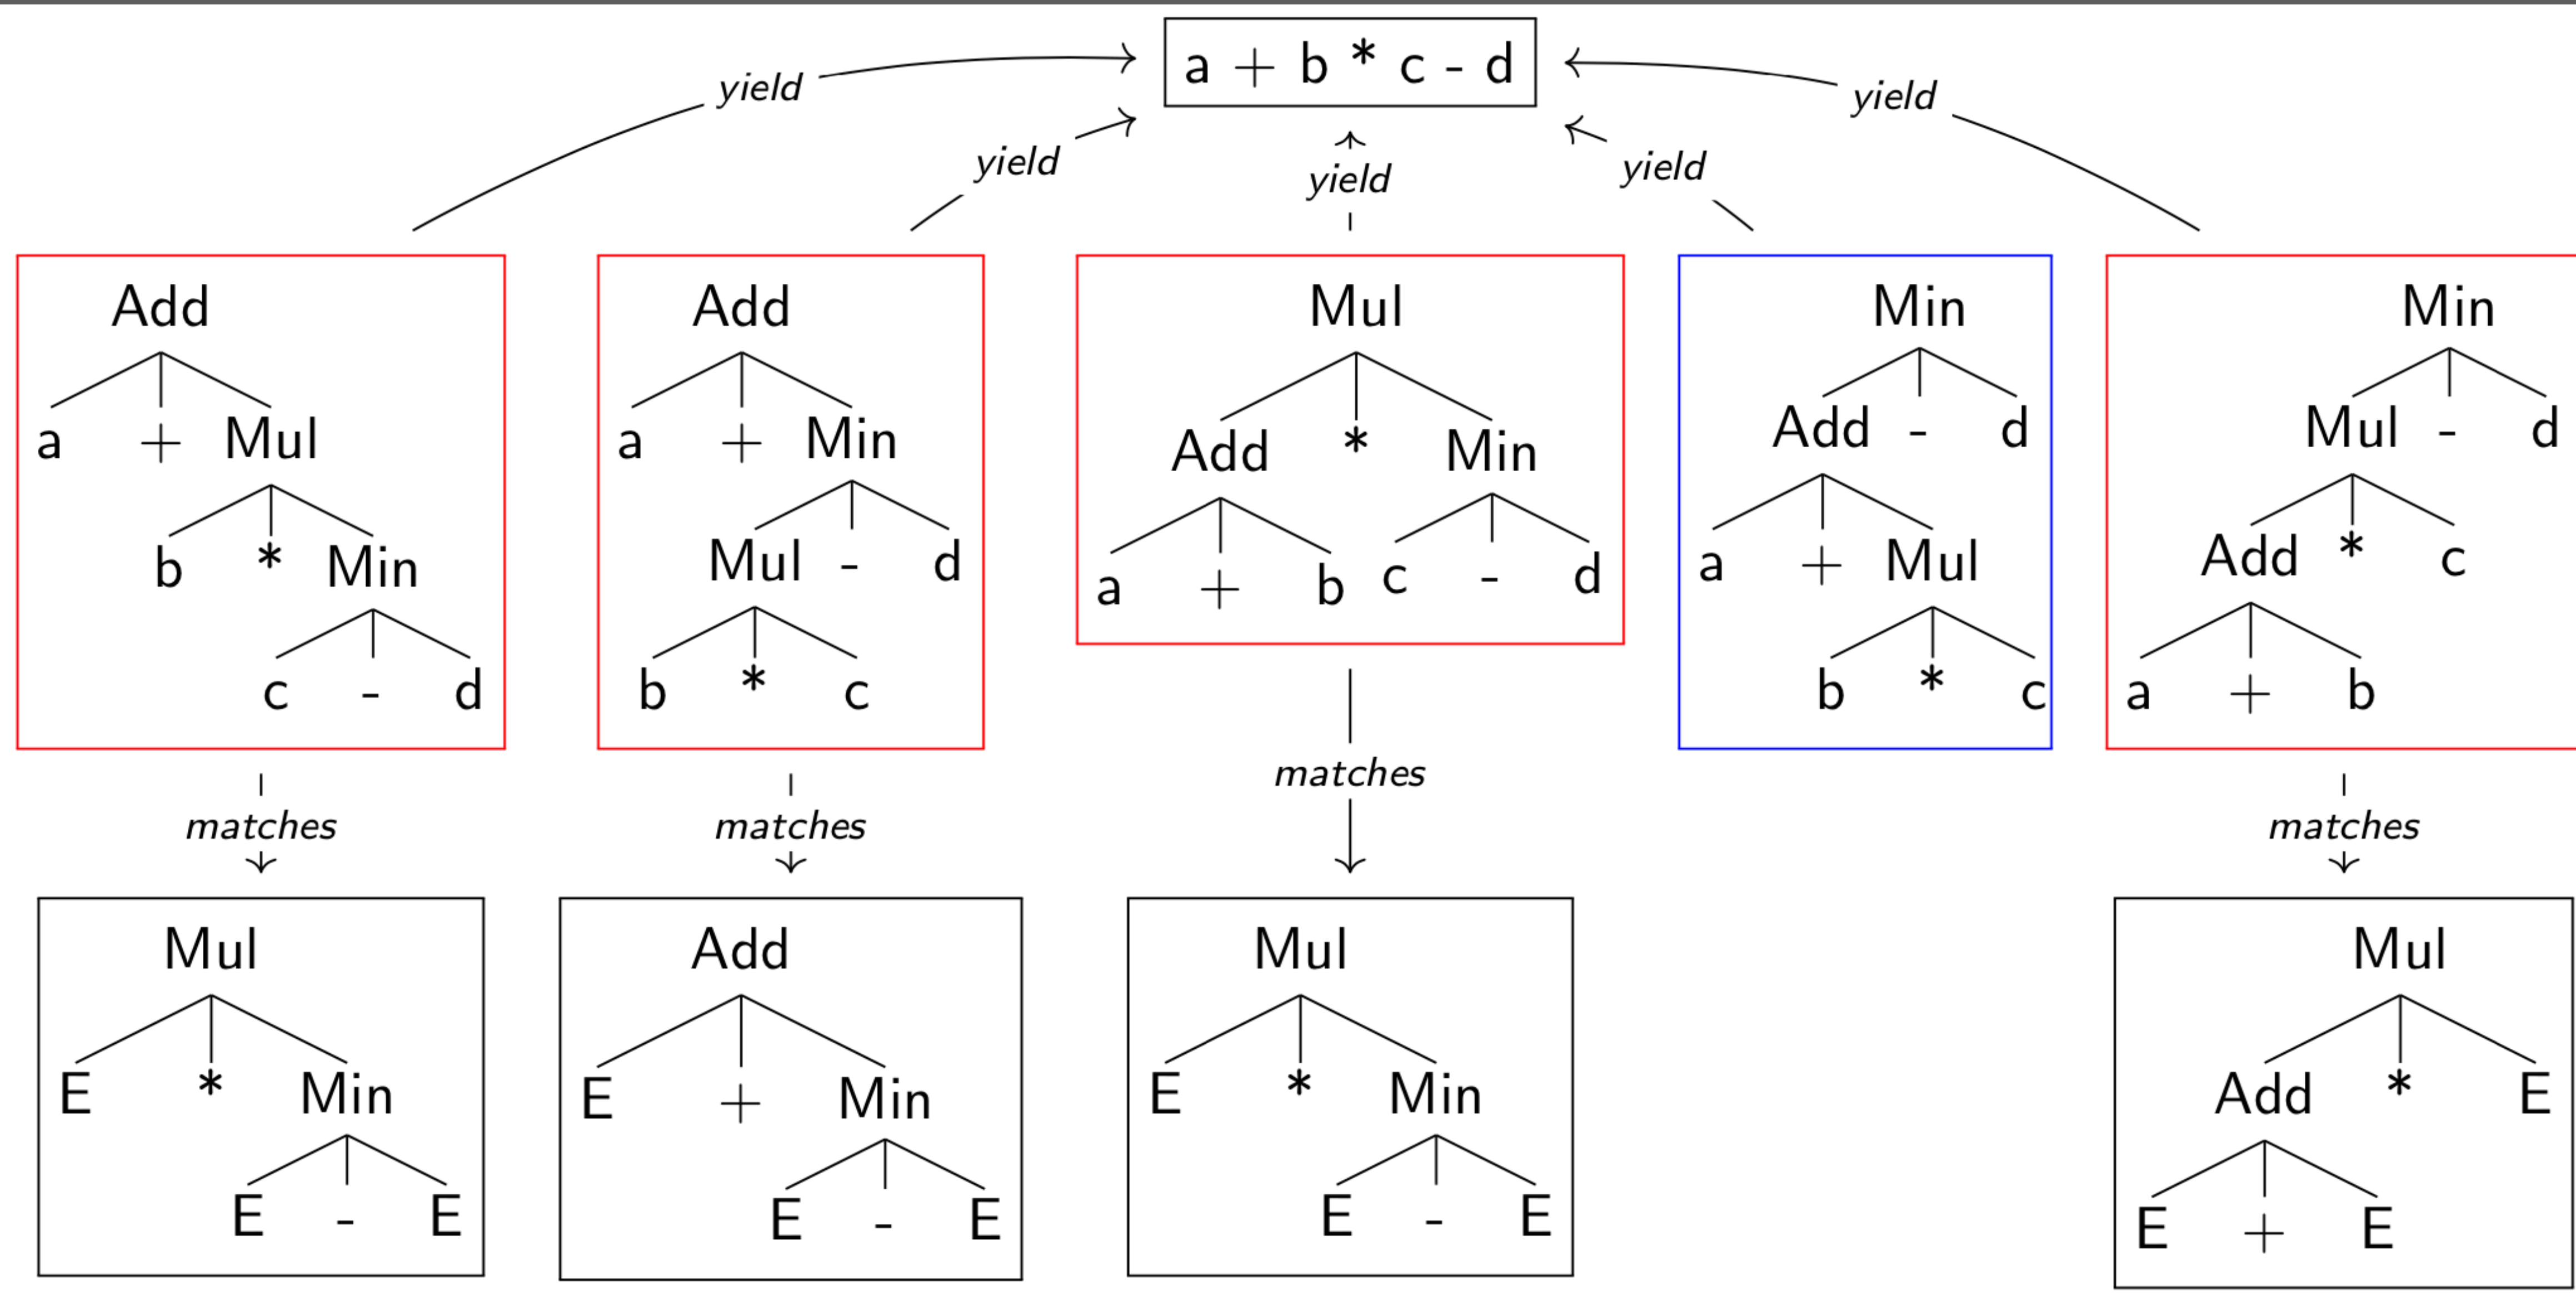 a + b * c - d
yield
yield
yield
yield
yield
Add
a + Mul
b * Min
c - d
Add
a + Min
Mul - d
b * c
Mul
Add * Min
a + b c - d
Min
Add - d
a + Mul
b * c
Min
Mul - d
Add * c
a + b
matches
matches
matches
matches
Mul
E * Min
E - E
Add
E + Min
E - E
Mul
E * Min
E - E
Mul
Add * E
E + E